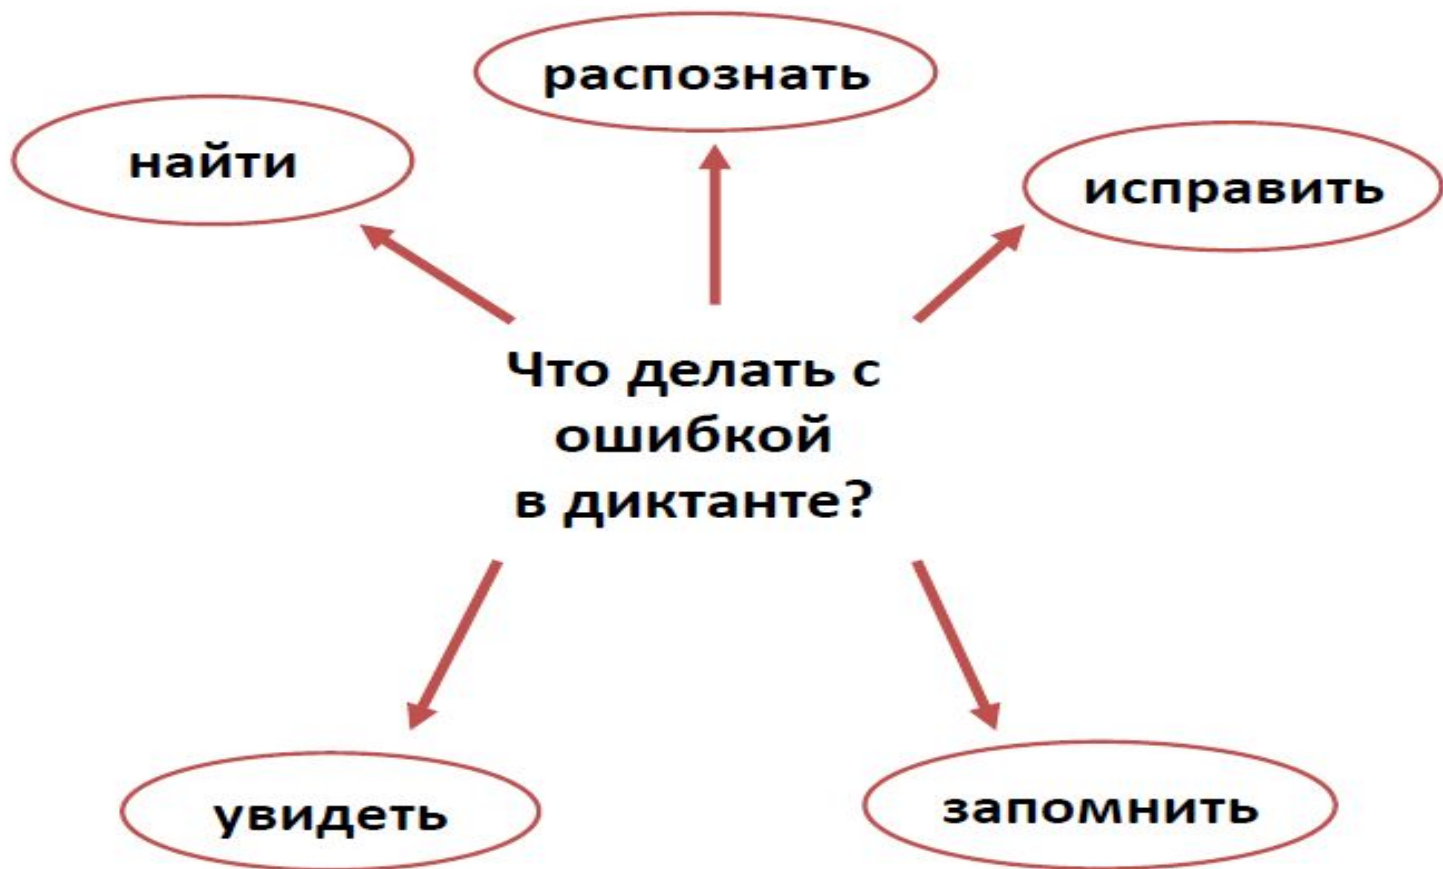 распознать
найти
исправить
Что делать с
ошибкой
в диктанте?
увидеть
запомнить